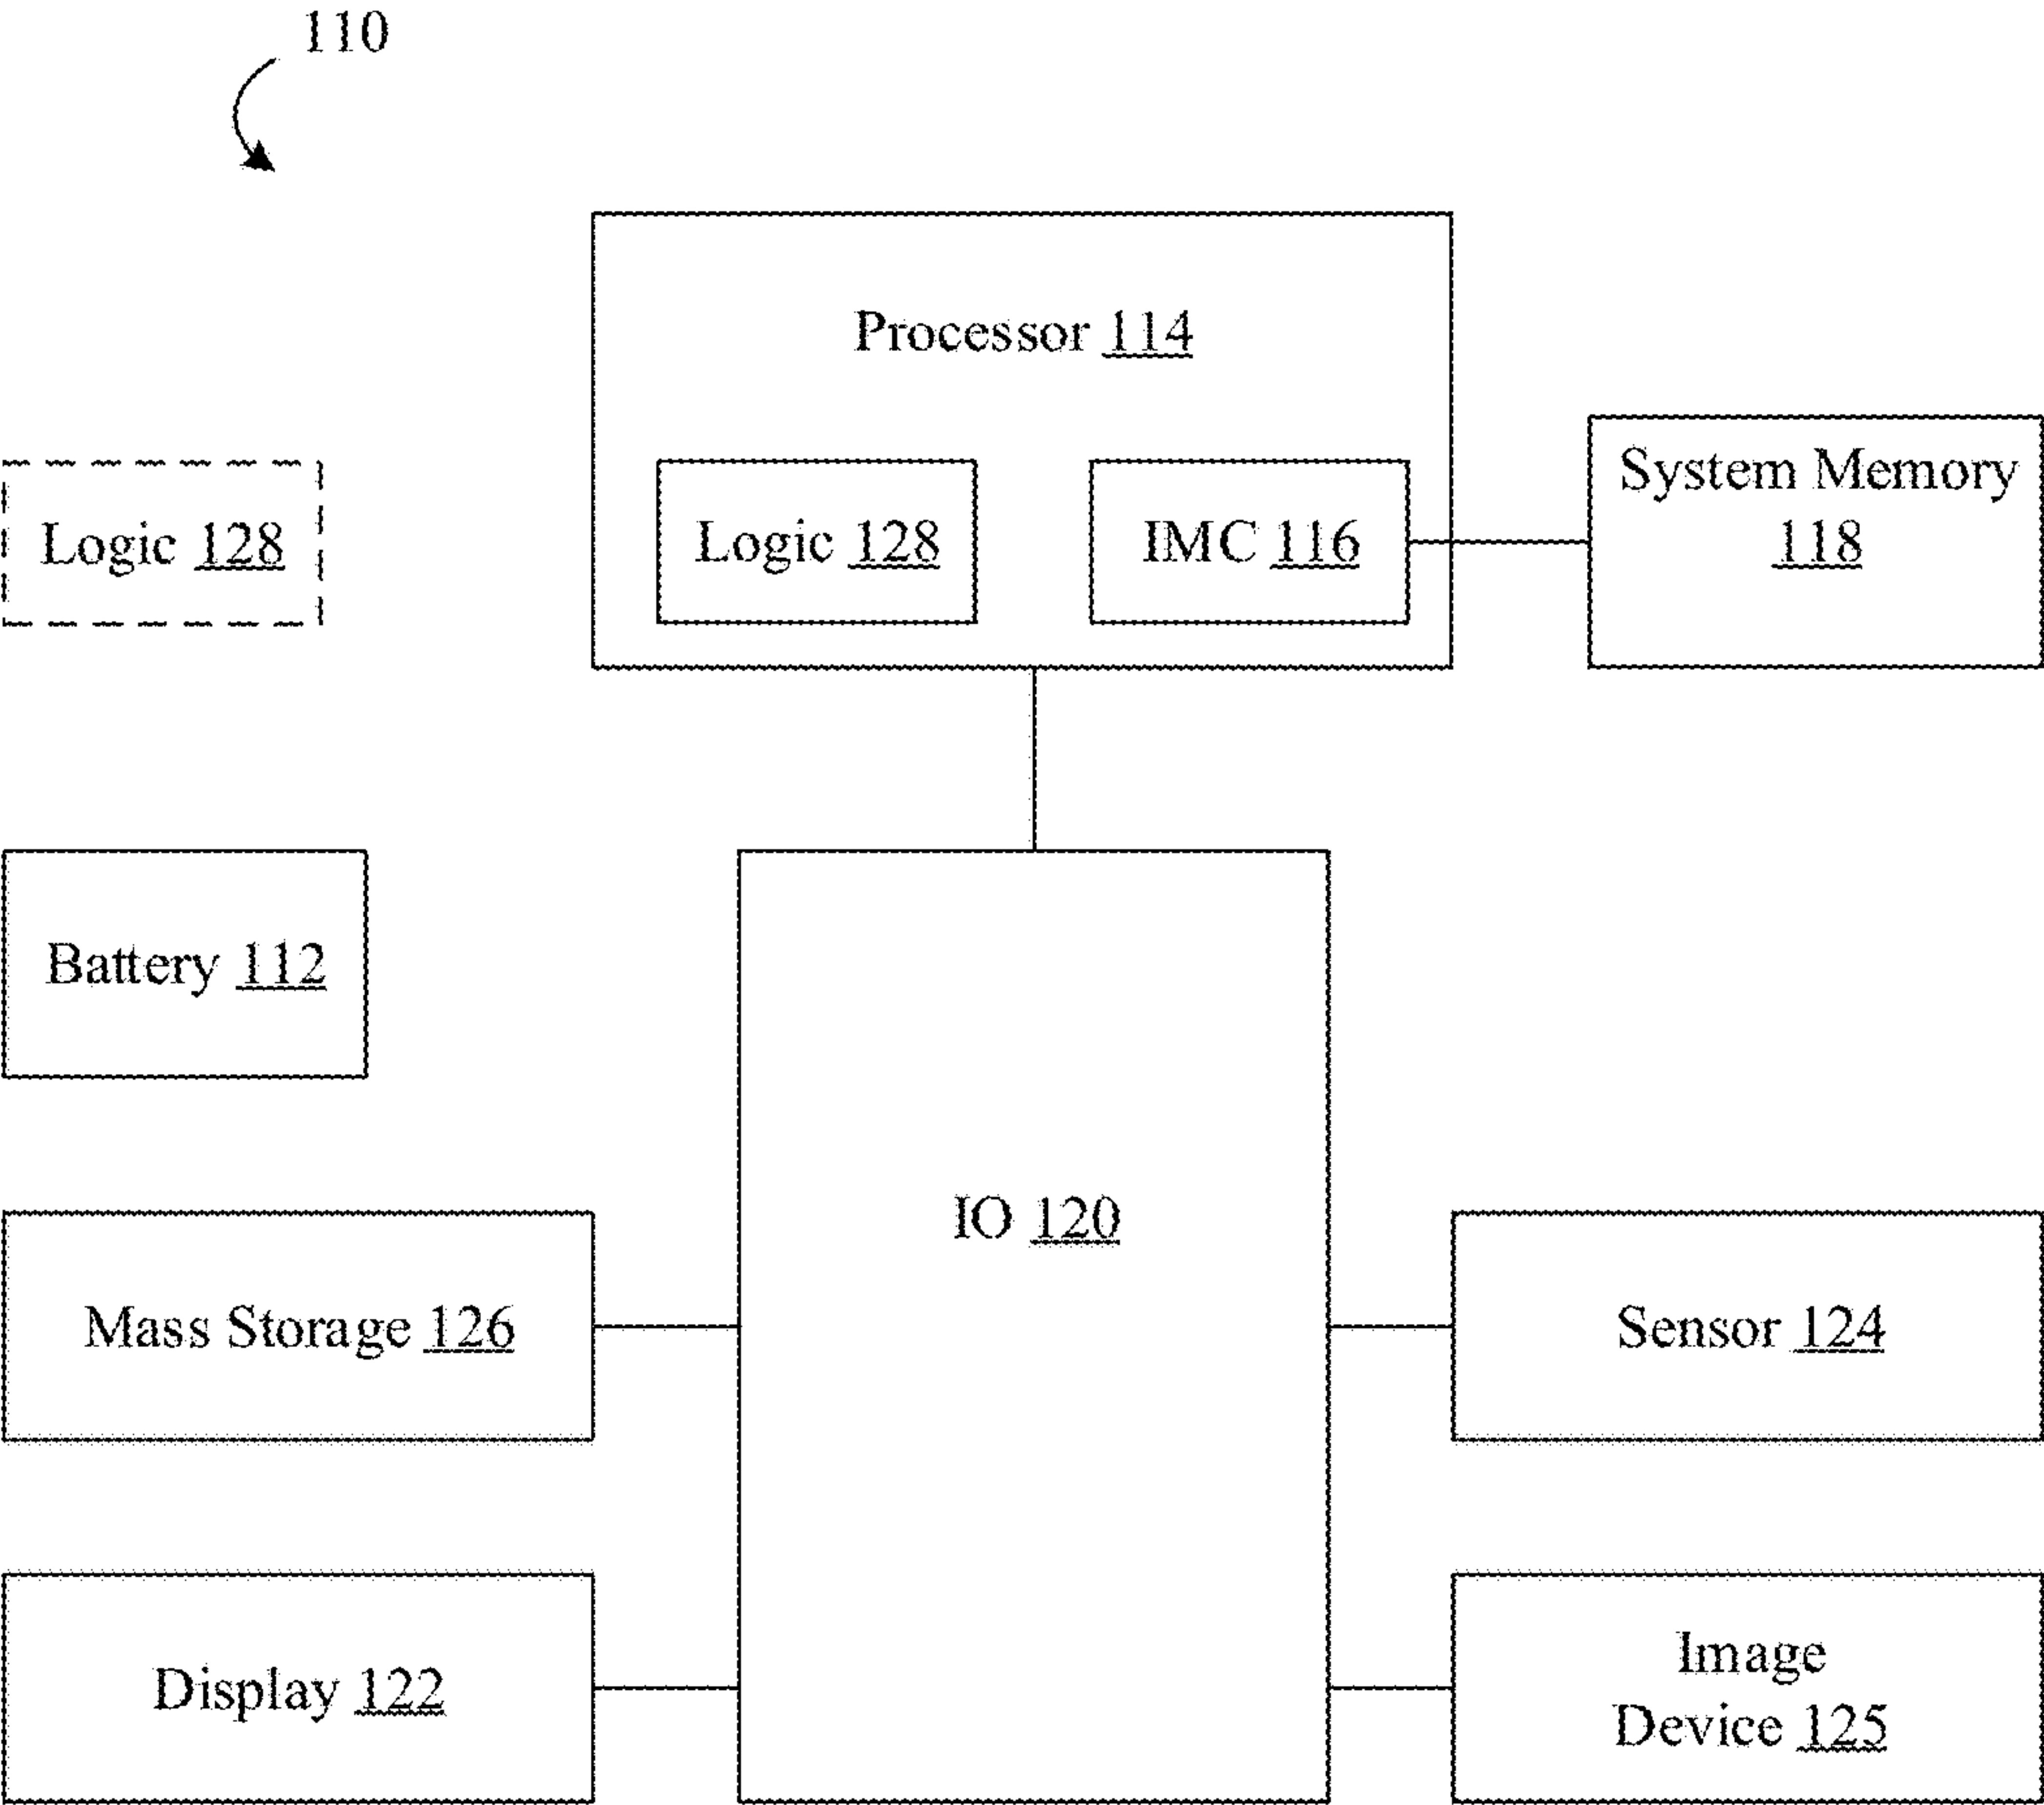 110
Processor 114
Logic 128
Logic 128
IMC 116
System Memory
118
Battery 112
IO 120
Mass Storage 126
Sensor 124
Display 122
Image
Device 125